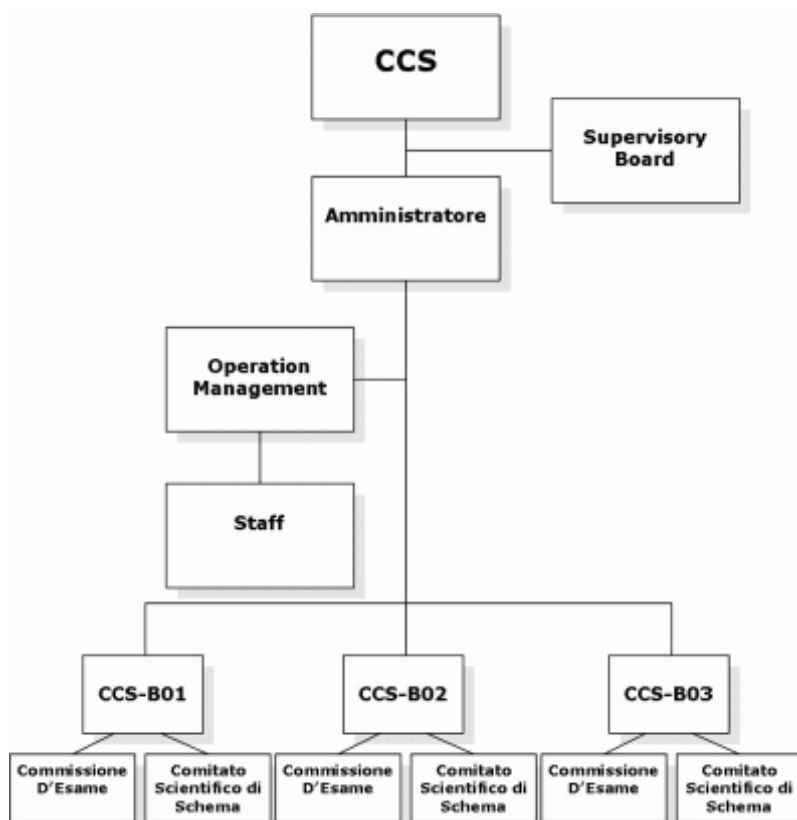 CCS
Supervisory
Board
Amministratore
Operation
Management
Staff
CCS-B01
CCS-B02
CCS-B03
Commissione
D'Esame
Comitato
Scientifico di
Schema
Commissione
D'Esame
Comitato
Scientifico di
Schema
Commissione
D'Esame
Comitato
Scientifico di
Schema